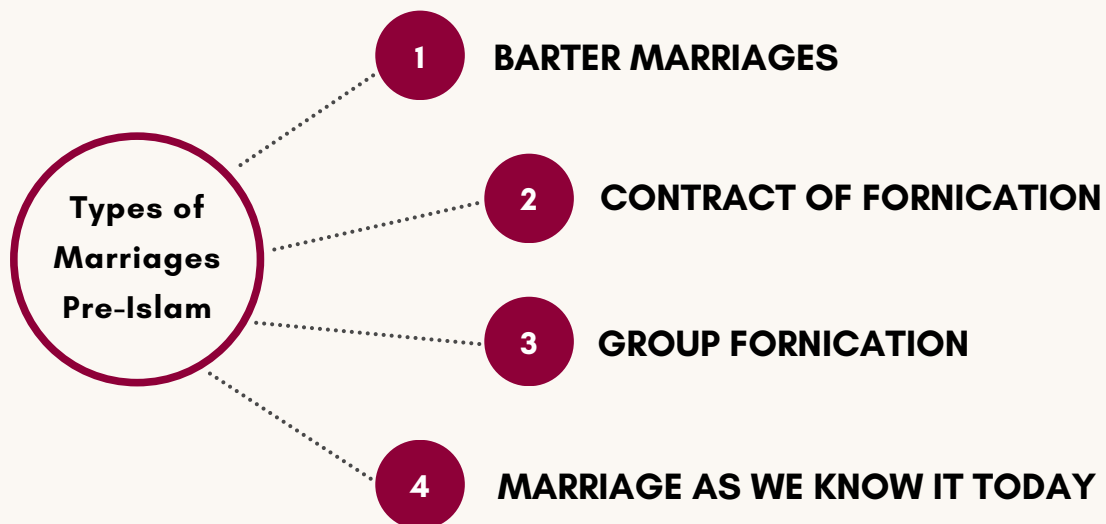 Types of
Marriages
Pre-Islam
1 BARTER MARRIAGES
2 CONTRACT OF FORNICATION
3 GROUP FORNICATION
4 MARRIAGE AS WE KNOW IT TODAY